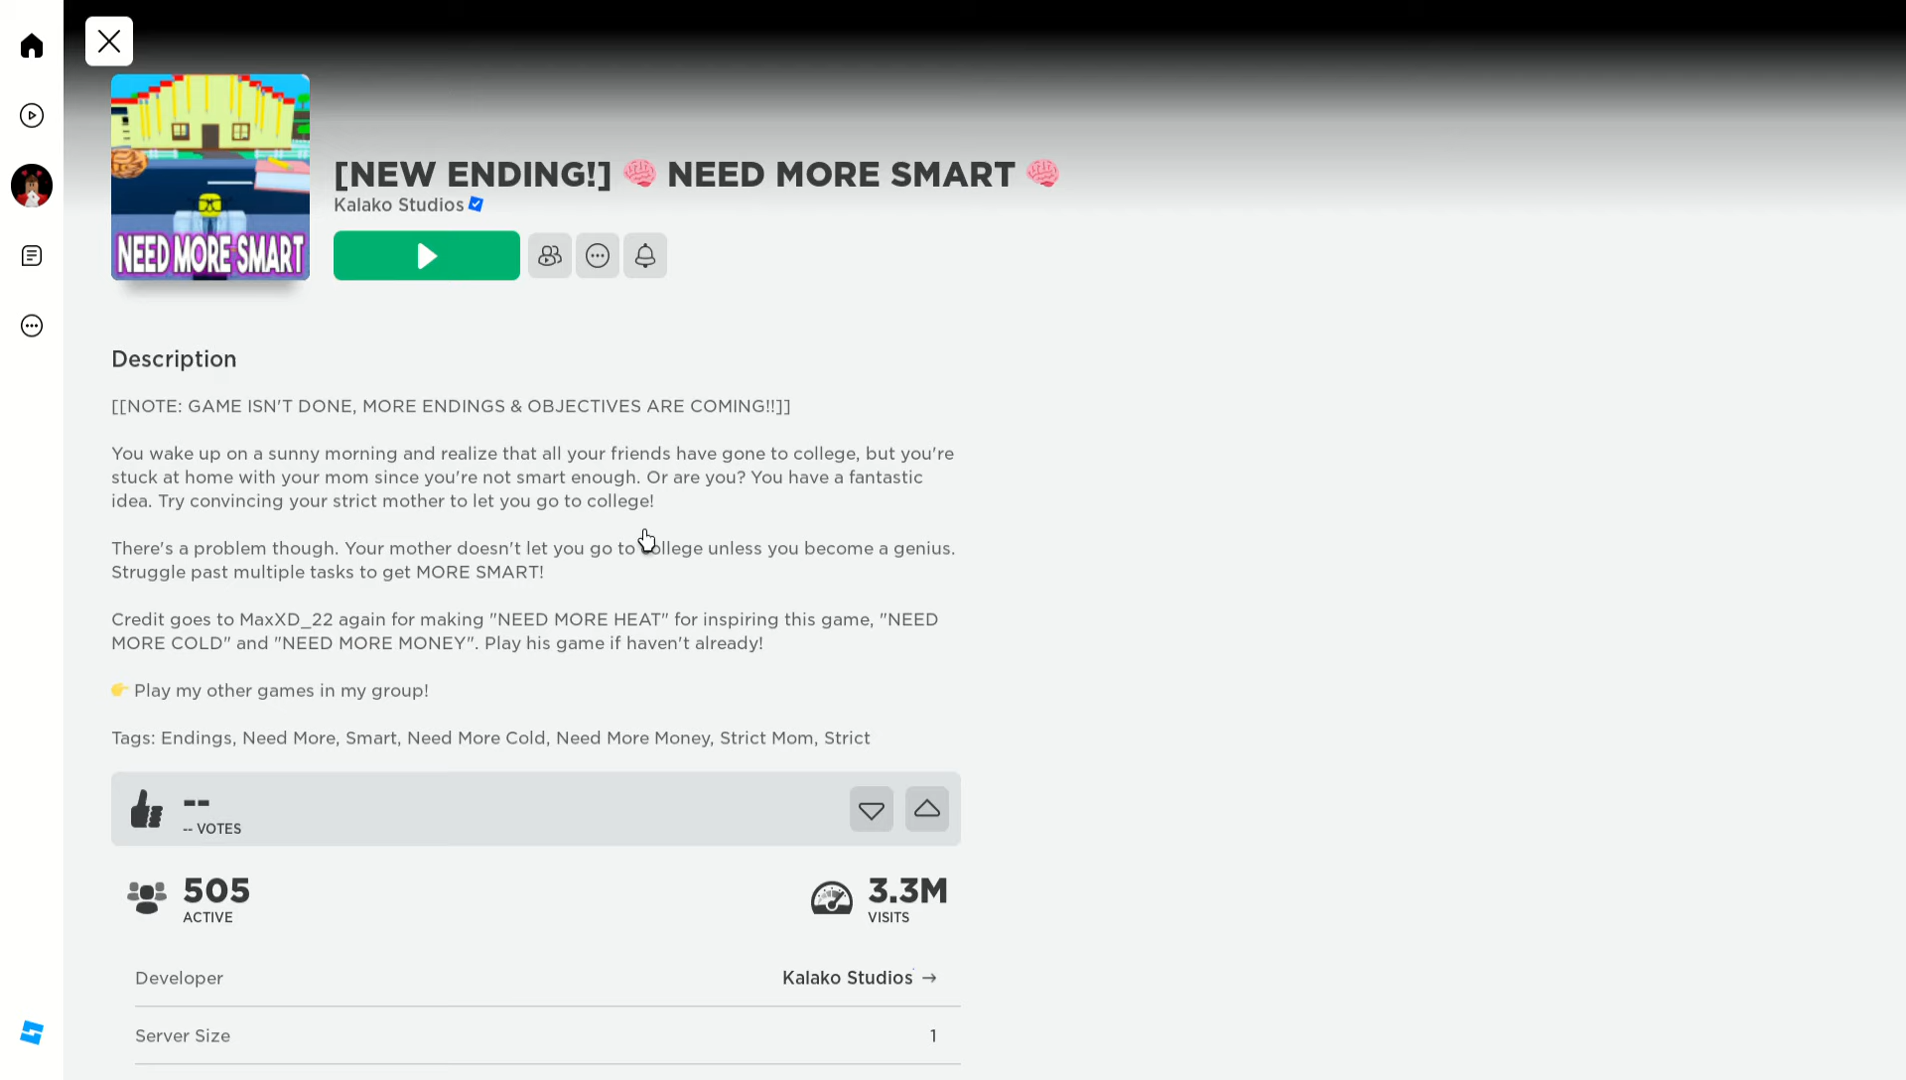 [NEW ENDING!] 🧠 NEED MORE SMART 🧠
Kalako Studios
NEED MORE SMART
Description
[[NOTE: GAME ISN'T DONE, MORE ENDINGS & OBJECTIVES ARE COMING!!]]
You wake up on a sunny morning and realize that all your friends have gone to college, but you're
stuck at home with your mom since you're not smart enough. Or are you? You have a fantastic
idea. Try convincing your strict mother to let you go to college!
There's a problem though. Your mother doesn't let you go to college unless you become a genius.
Struggle past multiple tasks to get MORE SMART!
Credit goes to MaxXD_22 again for making "NEED MORE HEAT" for inspiring this game, "NEED
MORE COLD" and "NEED MORE MONEY". Play his game if haven't already!
👉 Play my other games in my group!
Tags: Endings, Need More, Smart, Need More Cold, Need More Money, Strict Mom, Strict
--
-- VOTES
505
ACTIVE
3.3M
VISITS
Developer
Kalako Studios →
Server Size
1